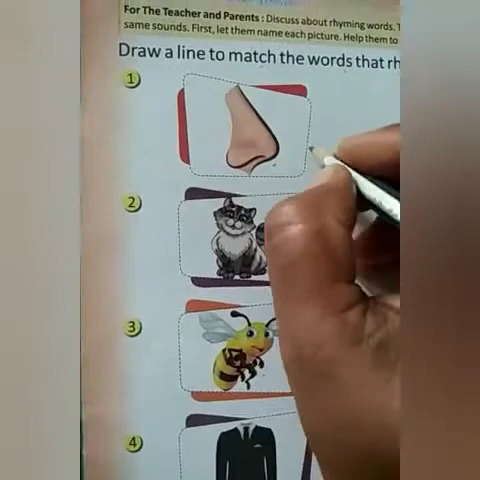 For The Teacher and Parents : Discuss about rhyming words.
same sounds. First, let them name each picture. Help them to
Draw a line to match the words that rh
1
2
3
4